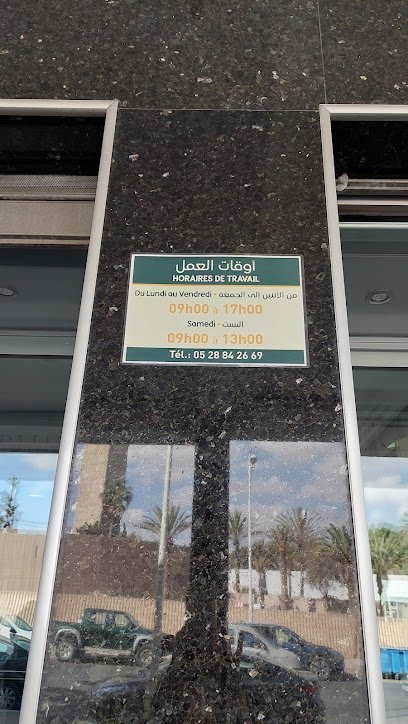 أوقات العمل
HORAIRES DE TRAVAIL
Du Lundi au Vendredi - من الاثنين إلى الجمعة
09h00 à 17h00
Samedi - السبت
09h00 à 13h00
Tél.: 05 28 84 26 69